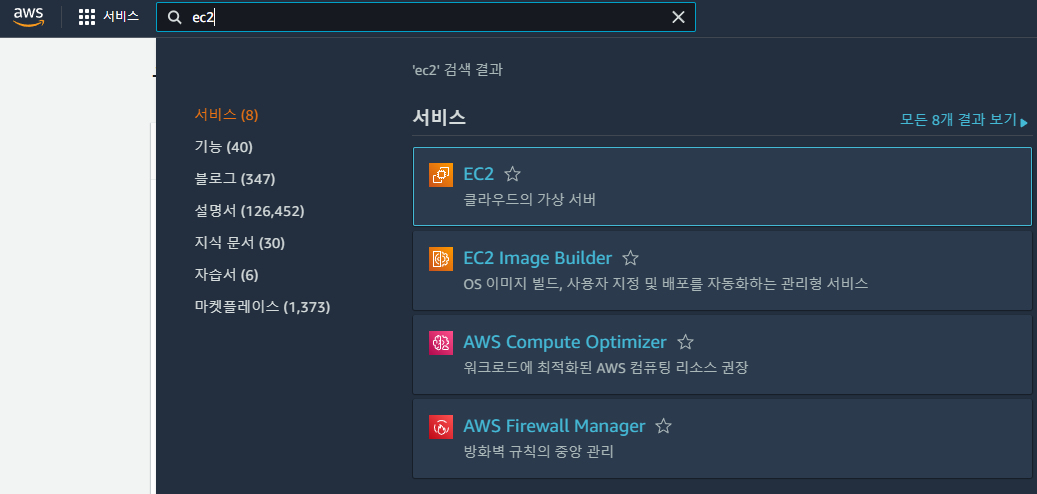 aws
서비스
ec2
'ec2' 검색 결과
서비스 (8)
기능 (40)
블로그 (347)
설명서 (126,452)
지식 문서 (30)
자습서 (6)
마켓플레이스 (1,373)
서비스
모든 8개 결과 보기
EC2
클라우드의 가상 서버
EC2 Image Builder
OS 이미지 빌드, 사용자 지정 및 배포를 자동화하는 관리형 서비스
AWS Compute Optimizer
워크로드에 최적화된 AWS 컴퓨팅 리소스 권장
AWS Firewall Manager
방화벽 규칙의 중앙 관리